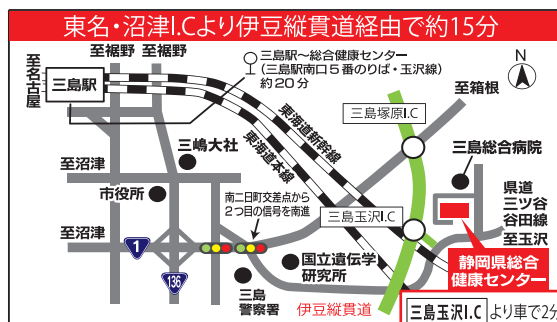 東名・沼津I.Cより伊豆縦貫道経由で約15分
至裾野
至裾野
至名古屋
三島駅
三島駅～総合健康センター
（三島駅南口５番のりば・玉沢線）
約20分
N
至箱根
三島塚原I.C
東海道新幹線
東海道本線
三嶋大社
三島総合病院
至沼津
市役所
南二日町交差点から
２つ目の信号を南進
三島玉沢I.C
県道
三ツ谷
谷田線
至玉沢
至沼津
1
136
国立遺伝学
研究所
三島
警察署
伊豆縦貫道
静岡県総合
健康センター
三島玉沢I.Cより車で2分